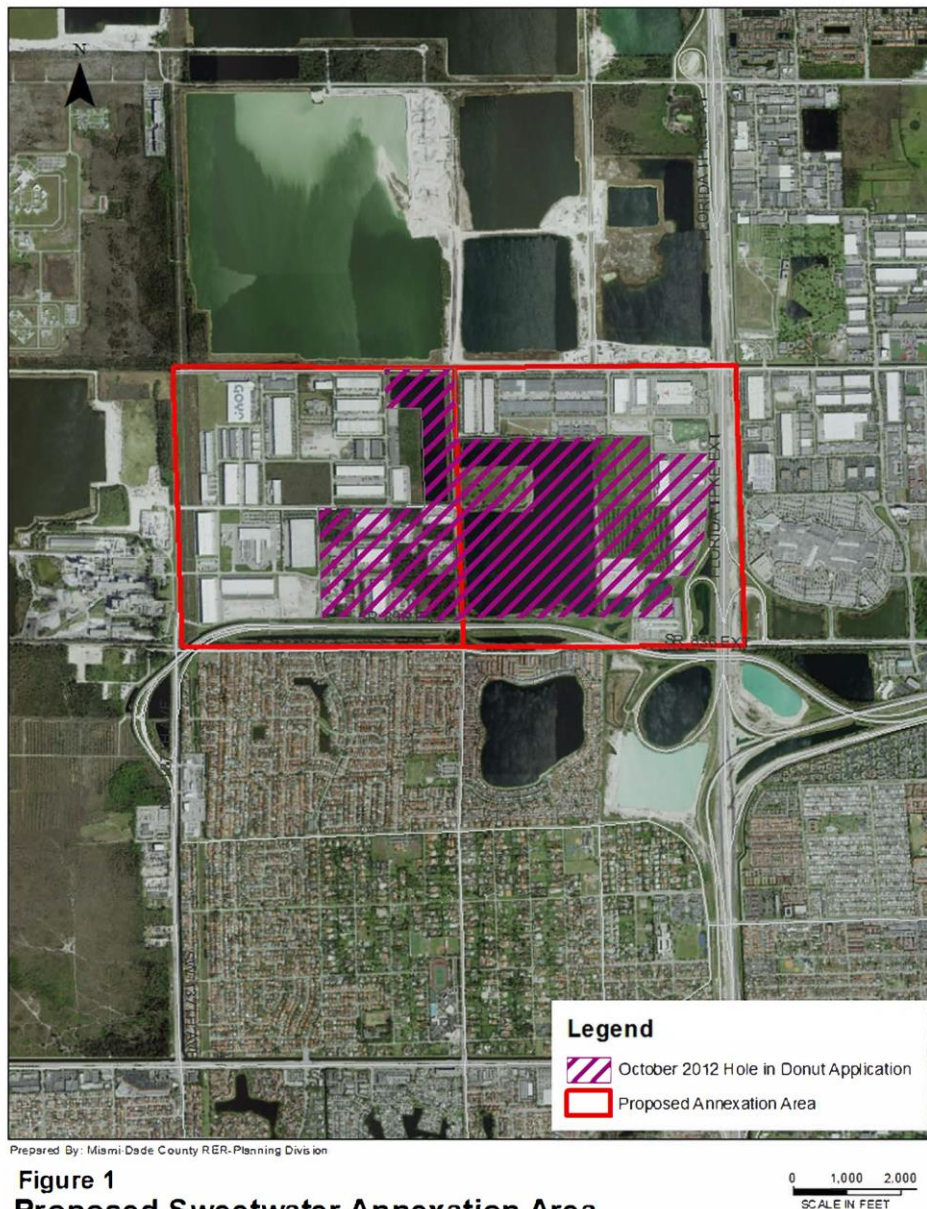 N
GOVN
FLORIDA TPKE EXT
SR 836 EXT
Legend
October 2012 Hole in Donut Application
Proposed Annexation Area
Prepared By: Miami-Dade County RER-Planning Division
Figure 1
Proposed Sweetwater Annexation Area
0 1,000 2,000
SCALE IN FEET